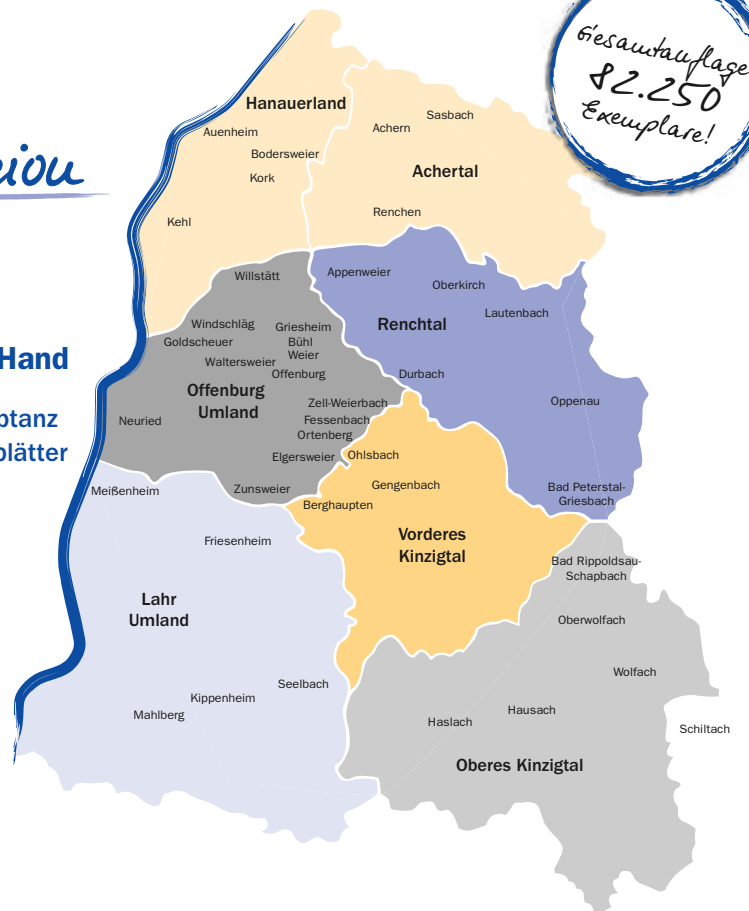 Gesamtauflage
82.250
Exemplare!
Hanauerland
Auenheim
Bodersweier
Kork
Kehl
Sasbach
Achern
Achertal
Renchen
Hand
ptanz
plätter
Willstätt
Windschläg
Goldscheuer
Griesheim
Bühl
Weier
Waltersweier
Offenburg
Offenburg
Umland
Neuried
Zell-Weierbach
Fessenbach
Ortenberg
Elgersweier
Zunsweier
Appenweier
Oberkirch
Lautenbach
Renchtal
Durbach
Oppenau
Bad Peterstal-
Griesbach
Ohlsbach
Gengenbach
Berghaupten
Vorderes
Kinzigtal
Meißenheim
Friesenheim
Lahr
Umland
Seelbach
Kippenheim
Mahlberg
Bad Rippoldsau-
Schapbach
Oberwolfach
Wolfach
Hausach
Haslach
Schiltach
Oberes Kinzigtal